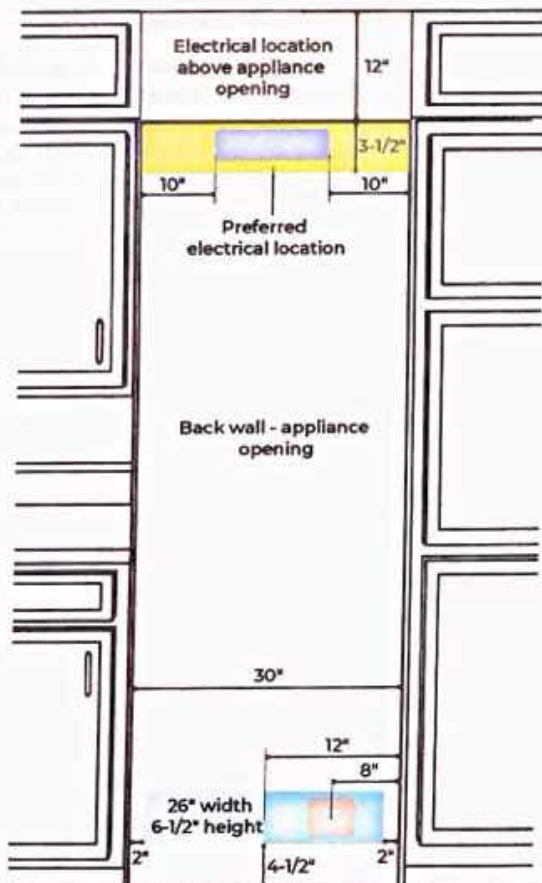 Electrical location
above appliance
opening
12"
3-1/2"
10"
10"
Preferred
electrical location
Back wall - appliance
opening
30"
12"
8"
26" width
6-1/2" height
2"
4-1/2"
2"